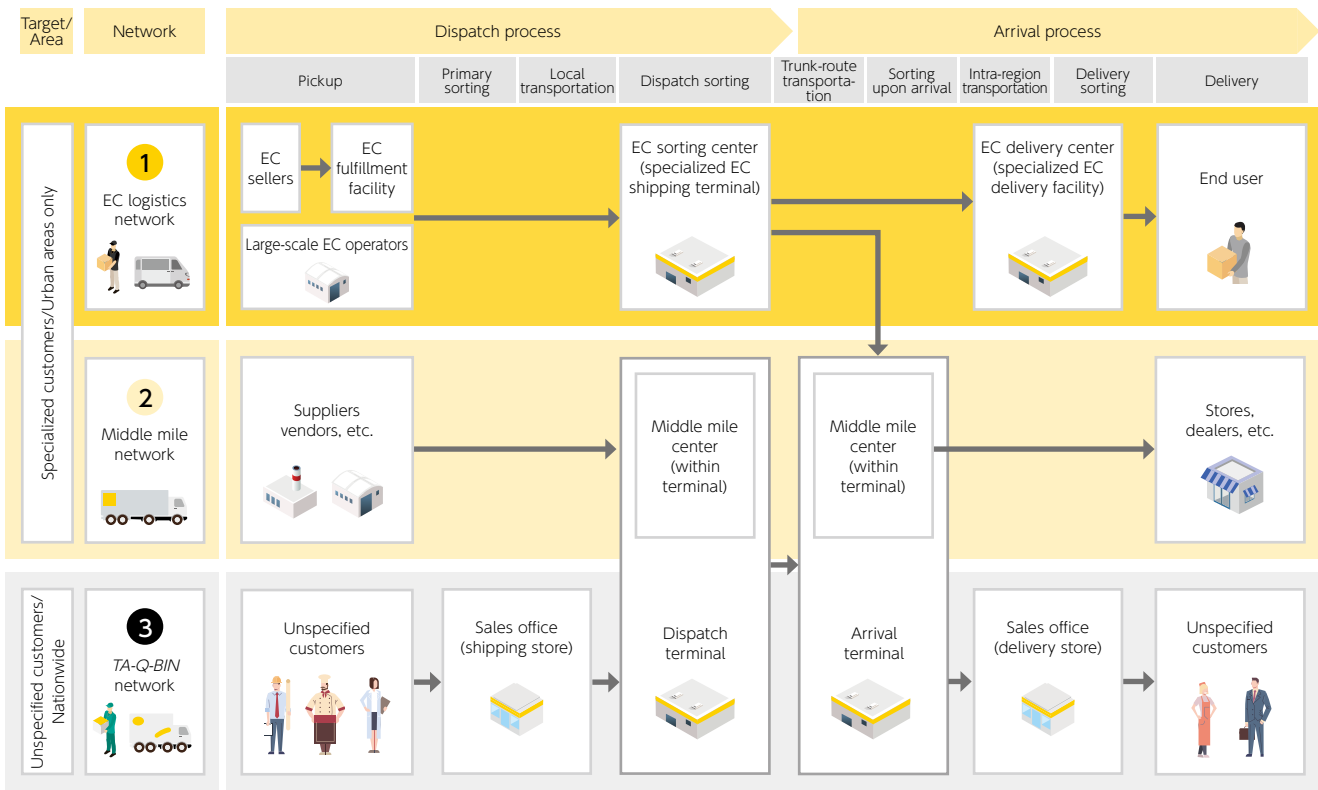 Target/
Area
Network
Dispatch process
Arrival process
Pickup
Primary
sorting
Local
transportation
Dispatch sorting
Trunk-route
transporta-
tion
Sorting
upon arrival
Intra-region
transportation
Delivery
sorting
Delivery
Specialized customers/Urban areas only
1
EC logistics
network
EC
sellers
EC
fulfillment
facility
Large-scale EC operators
EC sorting center
(specialized EC
shipping terminal)
EC delivery center
(specialized EC
delivery facility)
End user
2
Middle mile
network
Suppliers
vendors, etc.
Middle mile
center
(within
terminal)
Middle mile
center
(within
terminal)
Stores,
dealers, etc.
Unspecified customers/
Nationwide
3
TA-Q-BIN
network
Unspecified
customers
Sales office
(shipping store)
Dispatch
terminal
Arrival
terminal
Sales office
(delivery store)
Unspecified
customers